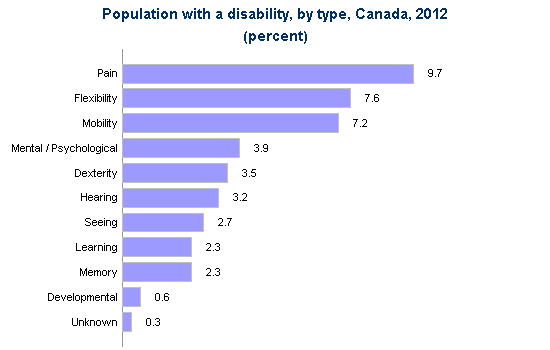 Population with a disability, by type, Canada, 2012
(percent)
Pain 9.7
Flexibility 7.6
Mobility 7.2
Mental / Psychological 3.9
Dexterity 3.5
Hearing 3.2
Seeing 2.7
Learning 2.3
Memory 2.3
Developmental 0.6
Unknown 0.3